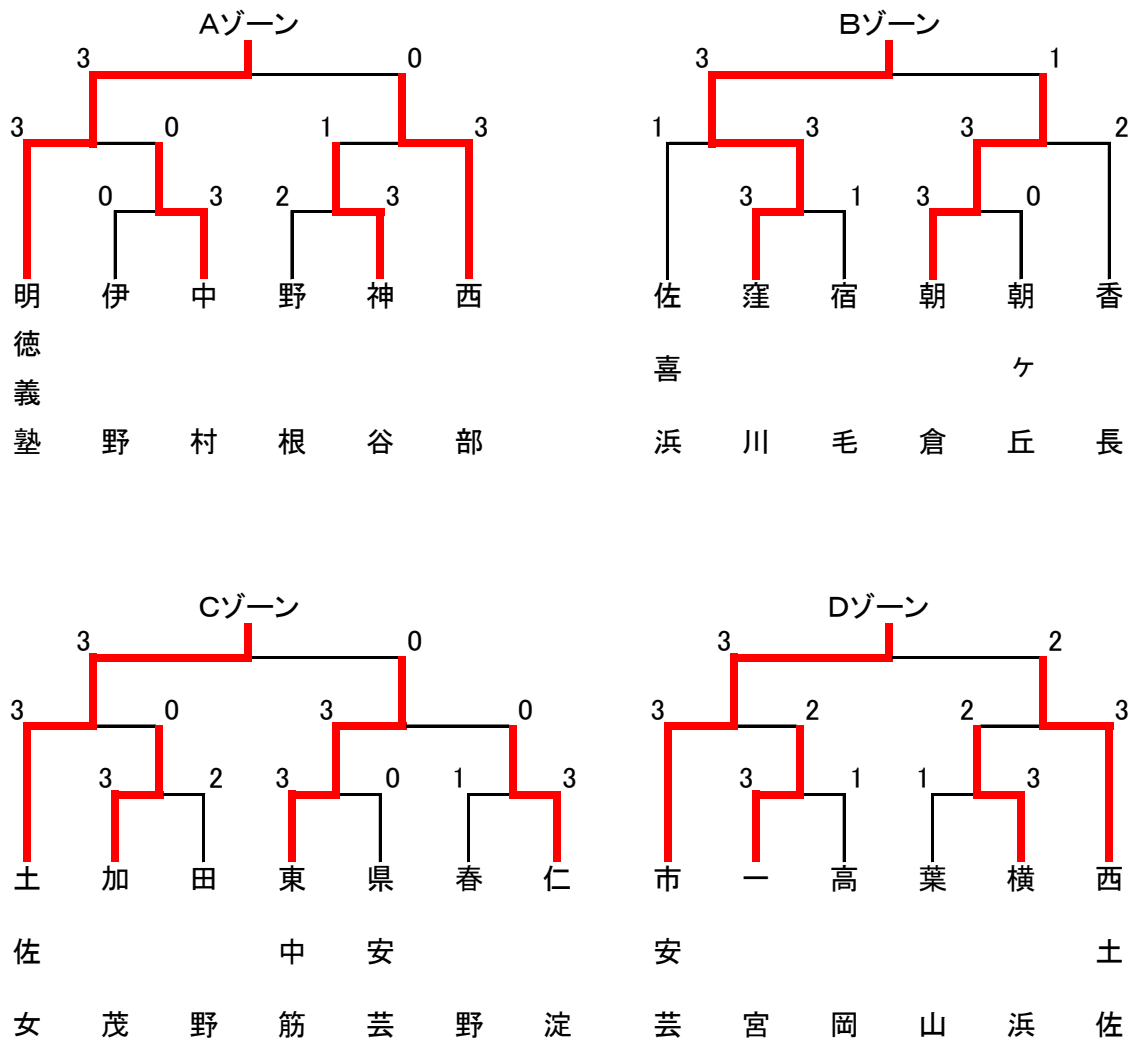 Aゾーン
3 0
3 0 1 3
0 3 2 3
明徳義塾
伊野
中村
野根
神谷
西部
Bゾーン
3 1
1 3 3 2
3 1 3 0
佐喜浜
窪川
宿毛
朝倉
朝ヶ丘
香長
Cゾーン
3 0
3 0 3 0
3 2 3 0 1 3
土佐女
加茂
田野
東中筋
県安芸
春野
仁淀
Dゾーン
3 2
3 2 2 3
3 1 1 3
市安芸
一宮
高岡
葉山
横浜
西土佐